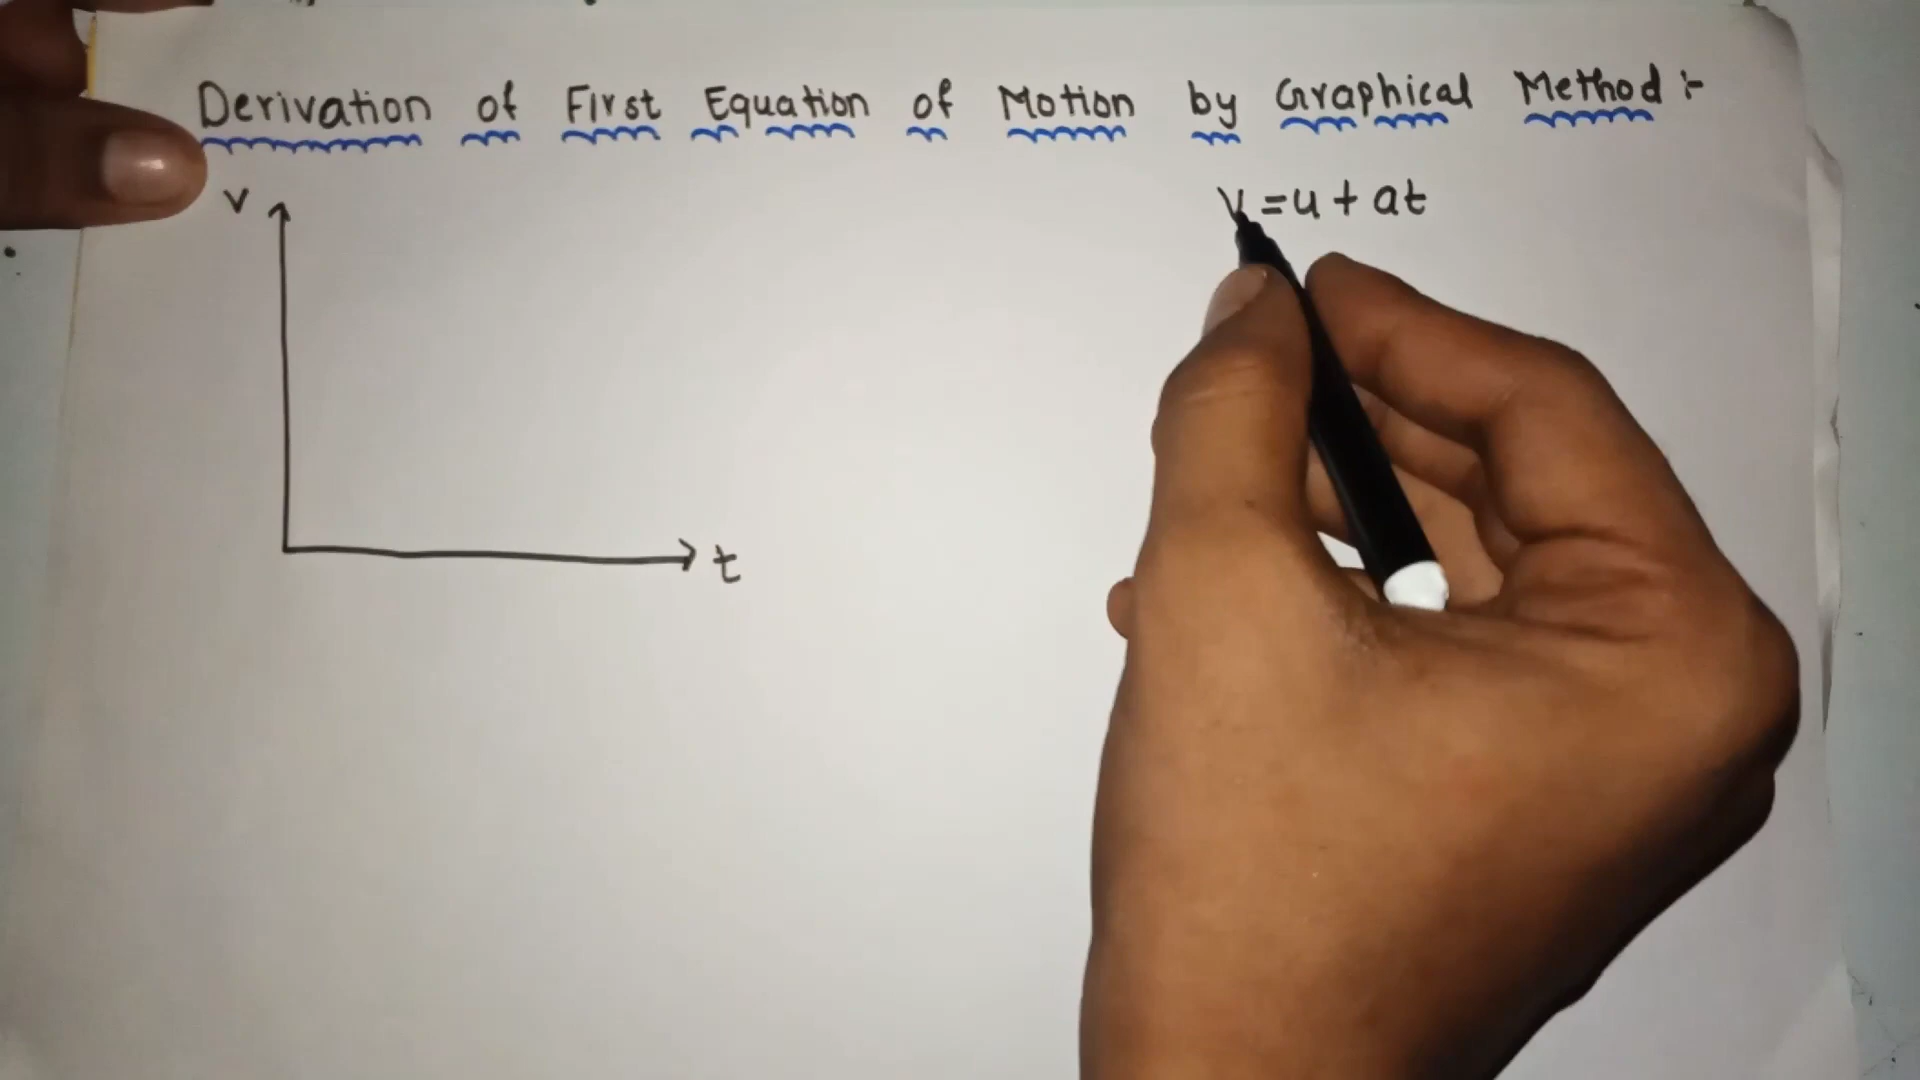 Derivation of First Equation of Motion by Graphical Method :-
v
v = u + at
t